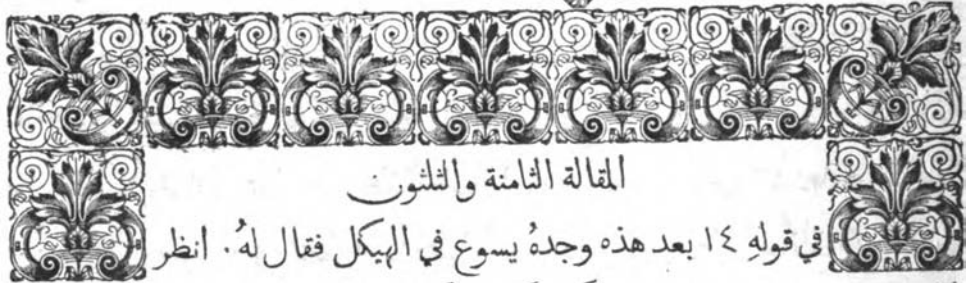 المقالة الثامنة والثلثون
في قولهِ ١٤ بعد هذه وجدهُ يسوع في الهيكل فقال لهُ. انظر